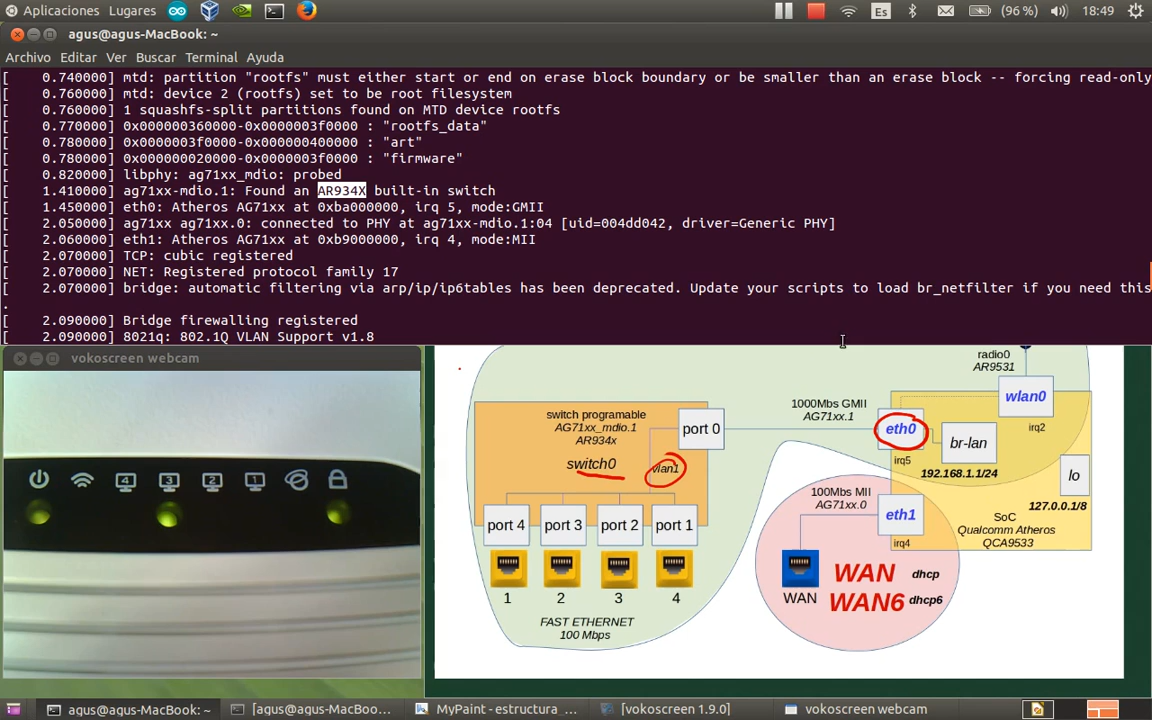 Aplicaciones Lugares
Es
(96 %)
18:49
agus@agus-MacBook: ~
Archivo Editar Ver Buscar Terminal Ayuda
[ 0.740000] mtd: partition "rootfs" must either start or end on erase block boundary or be smaller than an erase block -- forcing read-only
[ 0.760000] mtd: device 2 (rootfs) set to be root filesystem
[ 0.760000] 1 squashfs-split partitions found on MTD device rootfs
[ 0.770000] 0x000000360000-0x0000003f0000 : "rootfs_data"
[ 0.780000] 0x0000003f0000-0x000000400000 : "art"
[ 0.780000] 0x000000020000-0x0000003f0000 : "firmware"
[ 0.820000] libphy: ag71xx_mdio: probed
[ 1.410000] ag71xx-mdio.1: Found an AR934X built-in switch
[ 1.450000] eth0: Atheros AG71xx at 0xba000000, irq 5, mode:GMII
[ 2.050000] ag71xx ag71xx.0: connected to PHY at ag71xx-mdio.1:04 [uid=004dd042, driver=Generic PHY]
[ 2.060000] eth1: Atheros AG71xx at 0xb9000000, irq 4, mode:MII
[ 2.070000] TCP: cubic registered
[ 2.070000] NET: Registered protocol family 17
[ 2.070000] bridge: automatic filtering via arp/ip/ip6tables has been deprecated. Update your scripts to load br_netfilter if you need this
.
[ 2.090000] Bridge firewalling registered
[ 2.090000] 8021q: 802.1Q VLAN Support v1.8
vokoscreen webcam
4 3 2 1
radio0
AR9531
wlan0
irq2
1000Mbs GMII
AG71xx.1
switch programable
AG71xx_mdio.1
AR934x
switch0
port 0
vlan1
eth0
irq5
br-lan
192.168.1.1/24
lo
127.0.0.1/8
port 4
port 3
port 2
port 1
1
2
3
4
FAST ETHERNET
100 Mbps
100Mbs MII
AG71xx.0
eth1
irq4
SoC
Qualcomm Atheros
QCA9533
WAN
WAN dhcp
WAN6 dhcp6
agus@agus-MacBook: ~
[agus@agus-MacBoo...
MyPaint - estructura_...
[vokoscreen 1.9.0]
vokoscreen webcam